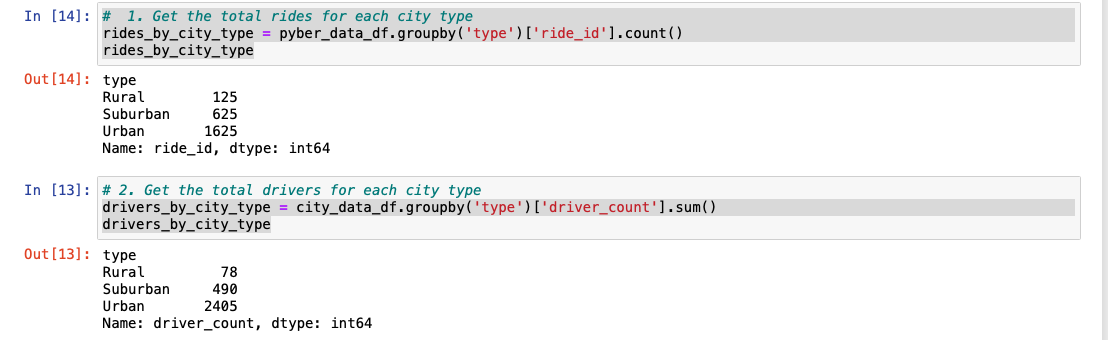 In [14]: #  1. Get the total rides for each city type
rides_by_city_type = pyber_data_df.groupby('type')['ride_id'].count()
rides_by_city_type
Out[14]: type
Rural        125
Suburban     625
Urban       1625
Name: ride_id, dtype: int64
In [13]: # 2. Get the total drivers for each city type
drivers_by_city_type = city_data_df.groupby('type')['driver_count'].sum()
drivers_by_city_type
Out[13]: type
Rural         78
Suburban     490
Urban       2405
Name: driver_count, dtype: int64